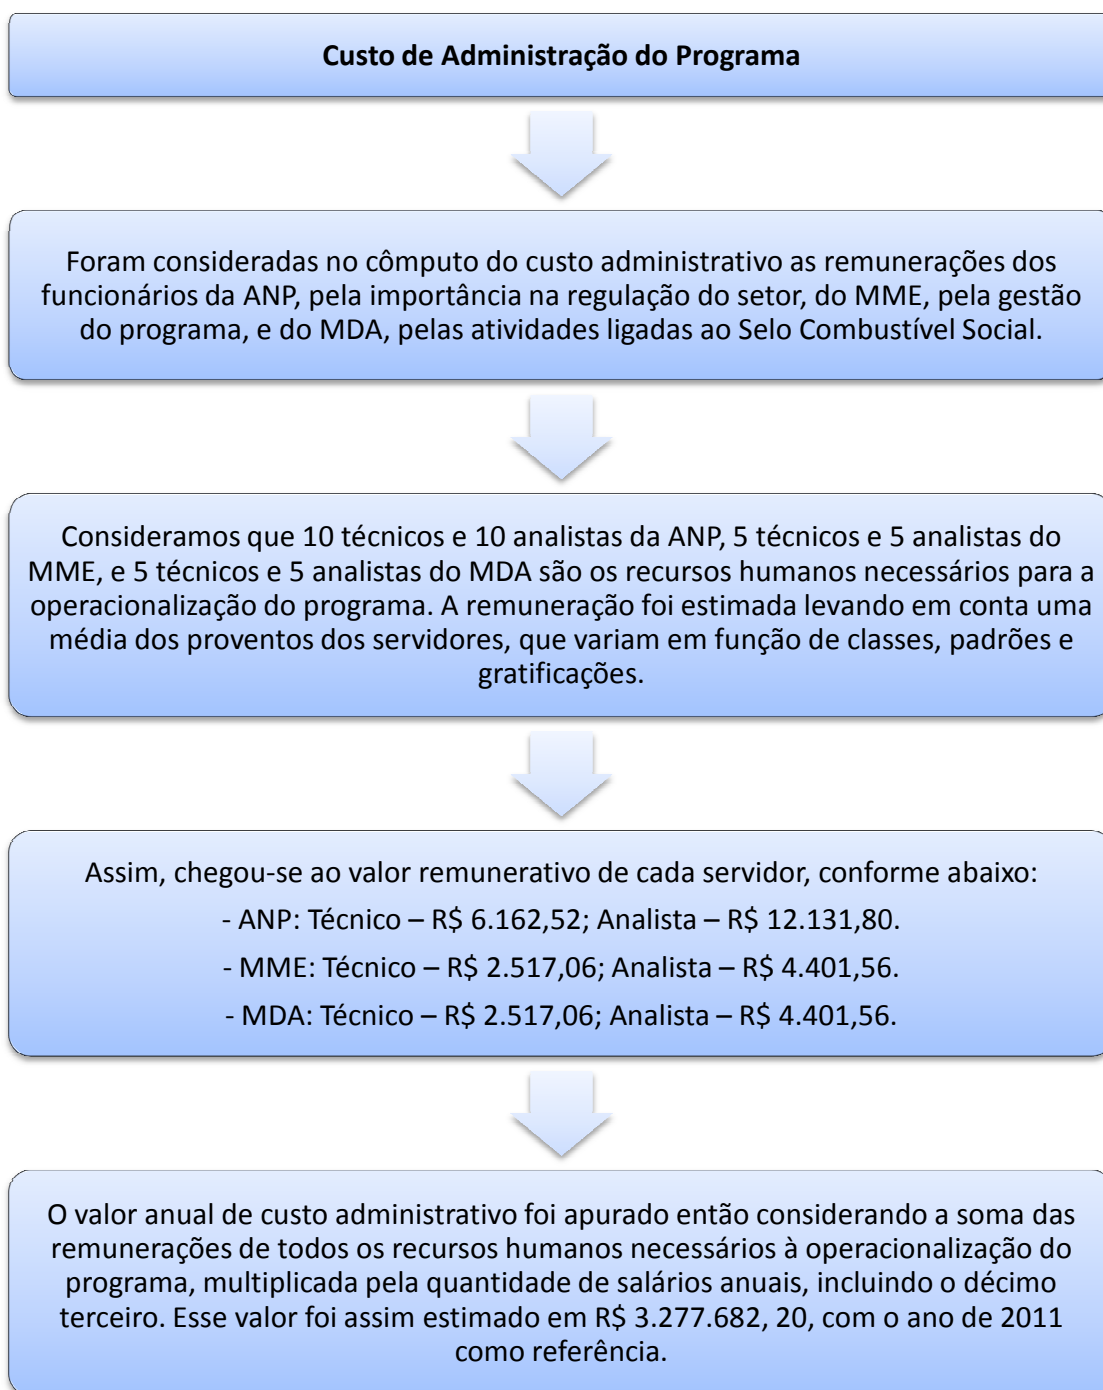 Custo de Administração do Programa
Foram consideradas no cômputo do custo administrativo as remunerações dos
funcionários da ANP, pela importância na regulação do setor, do MME, pela gestão
do programa, e do MDA, pelas atividades ligadas ao Selo Combustível Social.
Consideramos que 10 técnicos e 10 analistas da ANP, 5 técnicos e 5 analistas do
MME, e 5 técnicos e 5 analistas do MDA são os recursos humanos necessários para a
operacionalização do programa. A remuneração foi estimada levando em conta uma
média dos proventos dos servidores, que variam em função de classes, padrões e
gratificações.
Assim, chegou-se ao valor remunerativo de cada servidor, conforme abaixo:
- ANP: Técnico – R$ 6.162,52; Analista – R$ 12.131,80.
- MME: Técnico – R$ 2.517,06; Analista – R$ 4.401,56.
- MDA: Técnico – R$ 2.517,06; Analista – R$ 4.401,56.
O valor anual de custo administrativo foi apurado então considerando a soma das
remunerações de todos os recursos humanos necessários à operacionalização do
programa, multiplicada pela quantidade de salários anuais, incluindo o décimo
terceiro. Esse valor foi assim estimado em R$ 3.277.682, 20, com o ano de 2011
como referência.